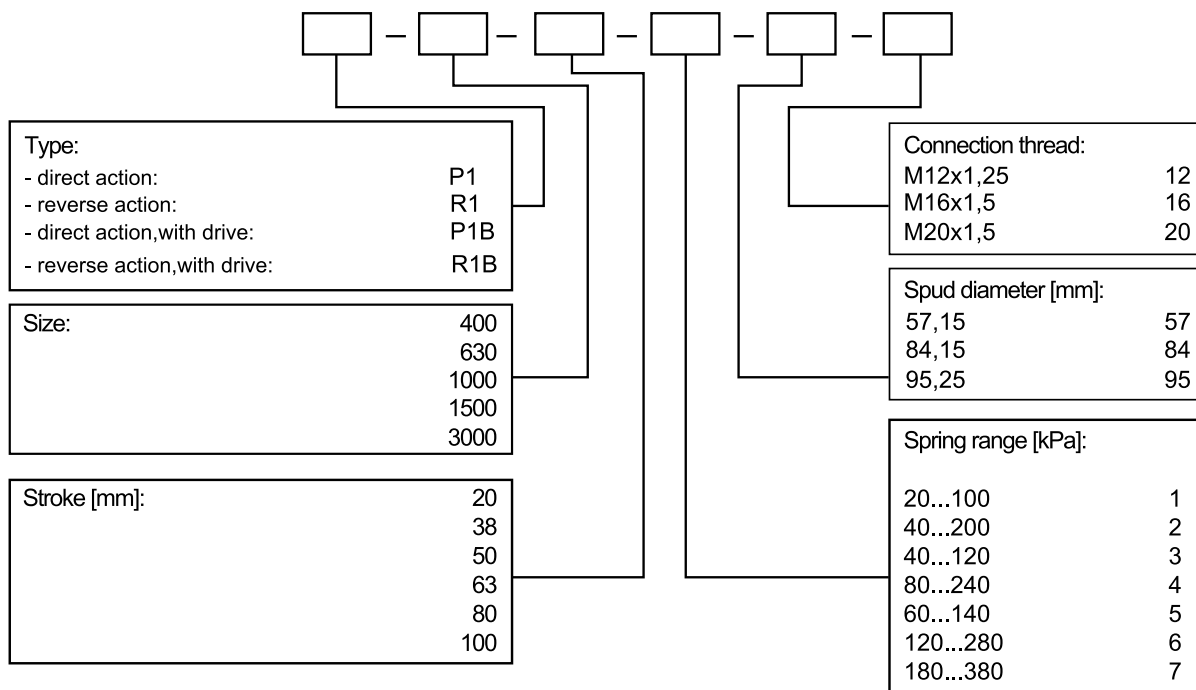 Type:
- direct action: P1
- reverse action: R1
- direct action,with drive: P1B
- reverse action,with drive: R1B
Size: 400
630
1000
1500
3000
Stroke [mm]: 20
38
50
63
80
100
Connection thread:
M12x1,25 12
M16x1,5 16
M20x1,5 20
Spud diameter [mm]:
57,15 57
84,15 84
95,25 95
Spring range [kPa]:
20...100 1
40...200 2
40...120 3
80...240 4
60...140 5
120...280 6
180...380 7